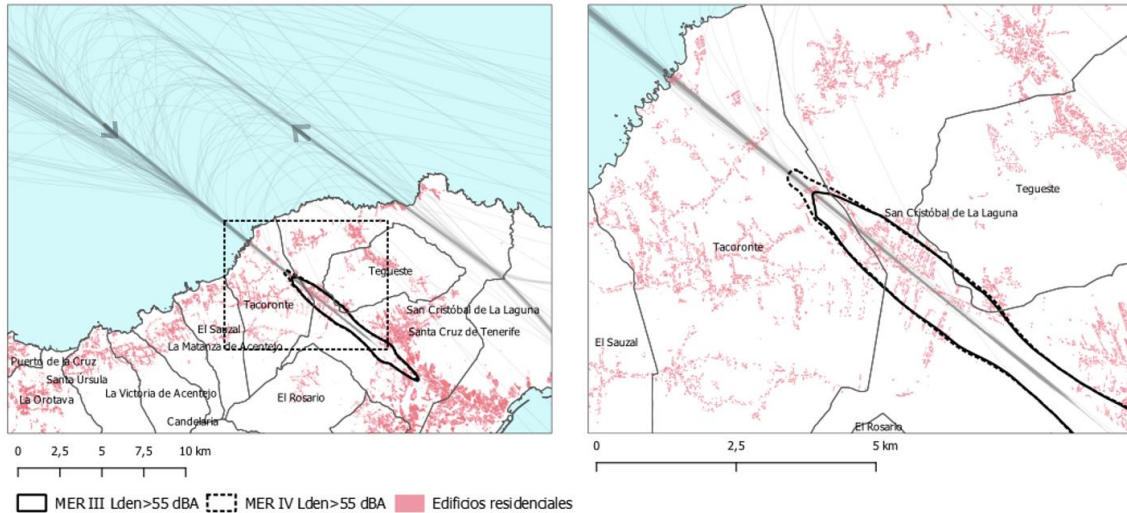 Tegueste
Tacoronte
San Cristóbal de La Laguna
El Sauzal
Santa Cruz de Tenerife
La Matanza de Acentejo
Puerto de la Cruz
Santa Úrsula
La Orotava
La Victoria de Acentejo
El Rosario
Candelaria
0 2,5 5 7,5 10 km
San Cristóbal de La Laguna
Tegueste
Tacoronte
El Sauzal
El Rosario
0 2,5 5 km
MER III Lden>55 dBA MER IV Lden>55 dBA Edificios residenciales